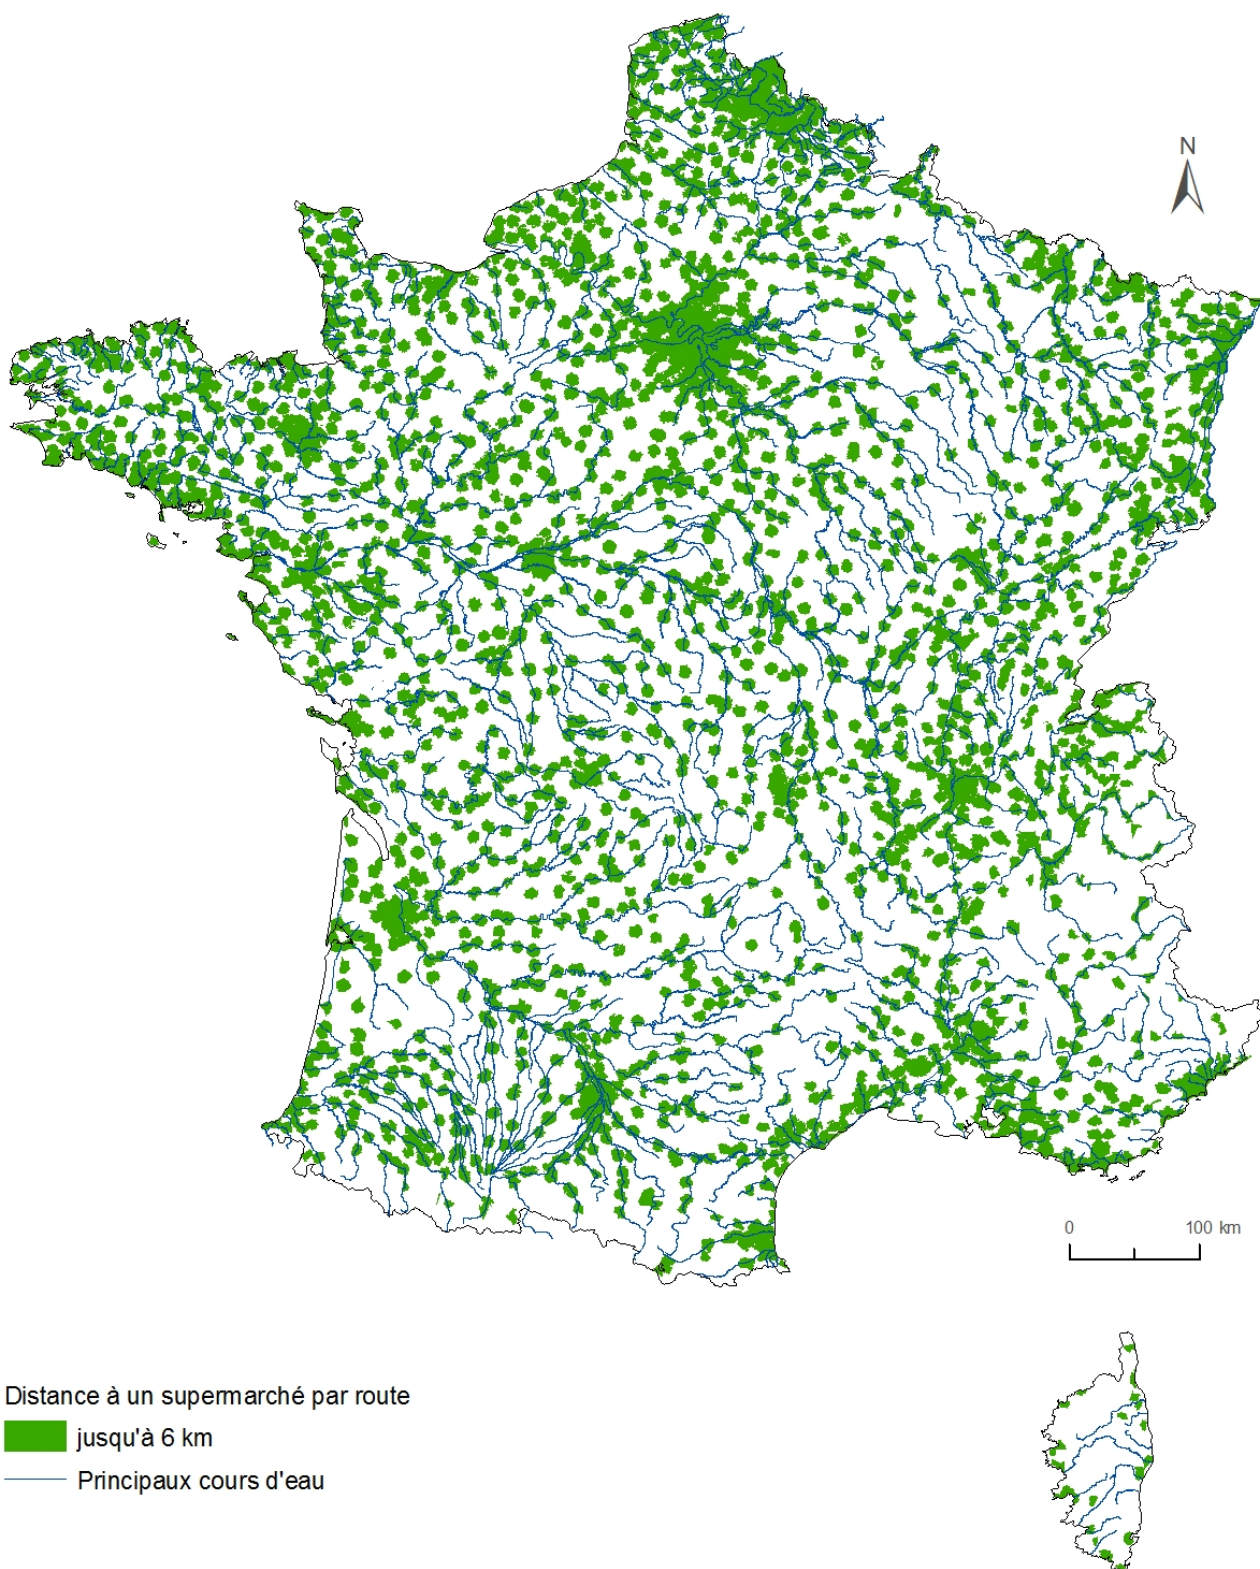 N
0 100 km
Distance à un supermarché par route
jusqu'à 6 km
Principaux cours d'eau